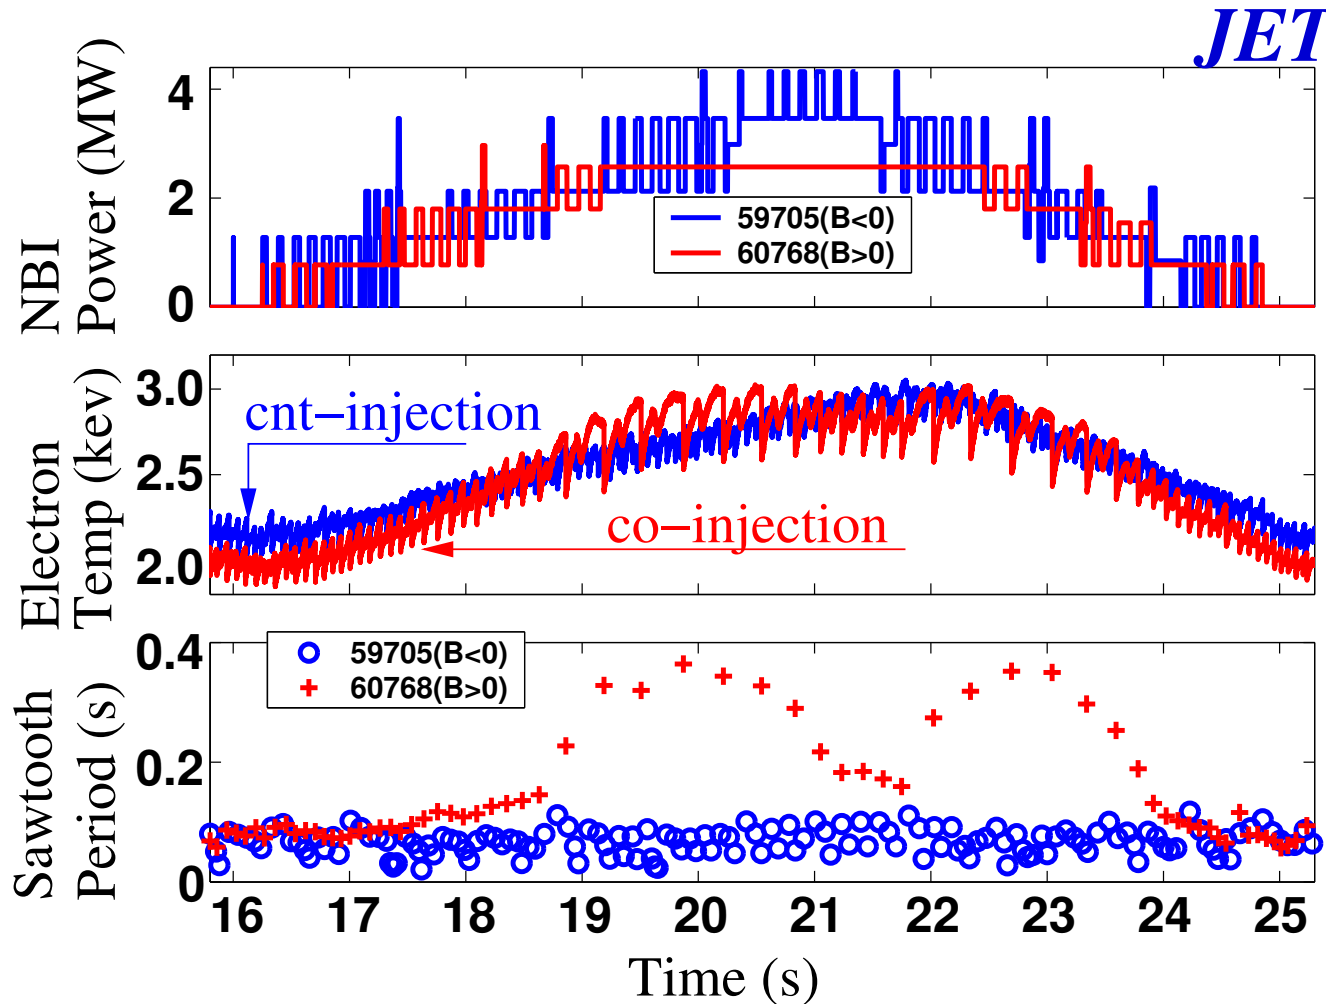 JET
NBI
Power (MW)
4
2
0
59705(B<0)
60768(B>0)
Electron
Temp (kev)
3.0
2.5
2.0
cnt−injection
co−injection
Sawtooth
Period (s)
0.4
0.2
0
59705(B<0)
60768(B>0)
16 17 18 19 20 21 22 23 24 25
Time (s)